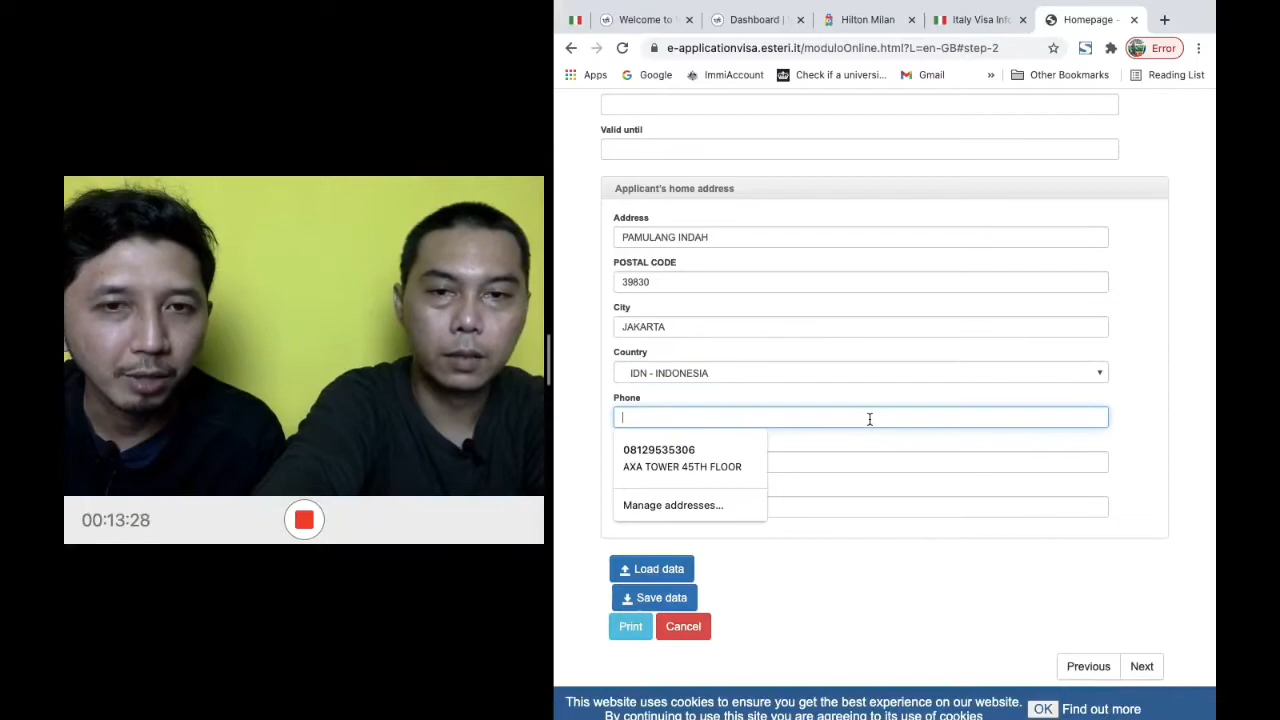 Welcome to
Dashboard |
Hilton Milan
Italy Visa Info
Homepage -
e-applicationvisa.esteri.it/moduloOnline.html?L=en-GB#step-2
Error
Apps
Google
ImmiAccount
Check if a universi...
Gmail
»
Other Bookmarks
Reading List
Valid until
Applicant's home address
Address
PAMULANG INDAH
POSTAL CODE
39830
City
JAKARTA
Country
IDN - INDONESIA
Phone
08129535306
AXA TOWER 45TH FLOOR
Manage addresses...
Load data
Save data
Print
Cancel
Previous
Next
This website uses cookies to ensure you get the best experience on our website.
By continuing to use this site you are agreeing to its use of cookies
OK
Find out more
00:13:28